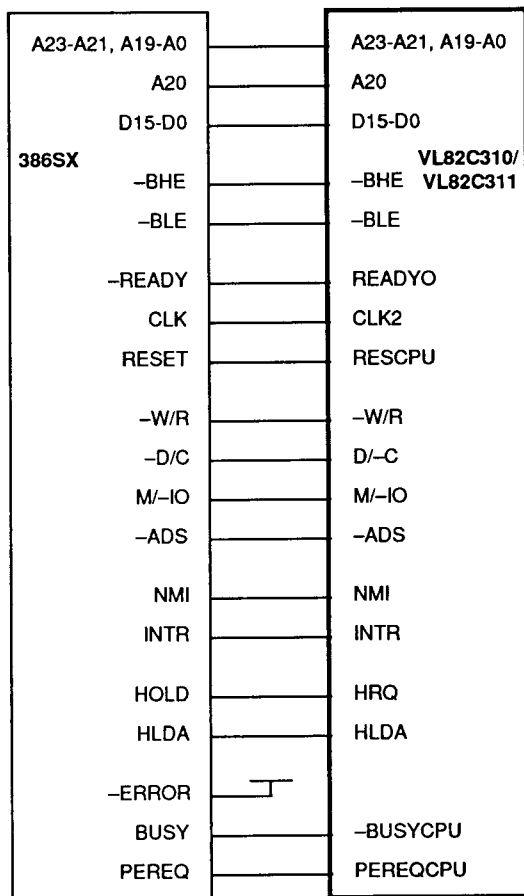 A23-A21, A19-A0 A23-A21, A19-A0
A20 A20
D15-D0 D15-D0
386SX VL82C310/
VL82C311
–BHE –BHE
–BLE –BLE
–READY READYO
CLK CLK2
RESET RESCPU
–W/R –W/R
–D/C D/–C
M/–IO M/–IO
–ADS –ADS
NMI NMI
INTR INTR
HOLD HRQ
HLDA HLDA
–ERROR
BUSY –BUSYCPU
PEREQ PEREQCPU